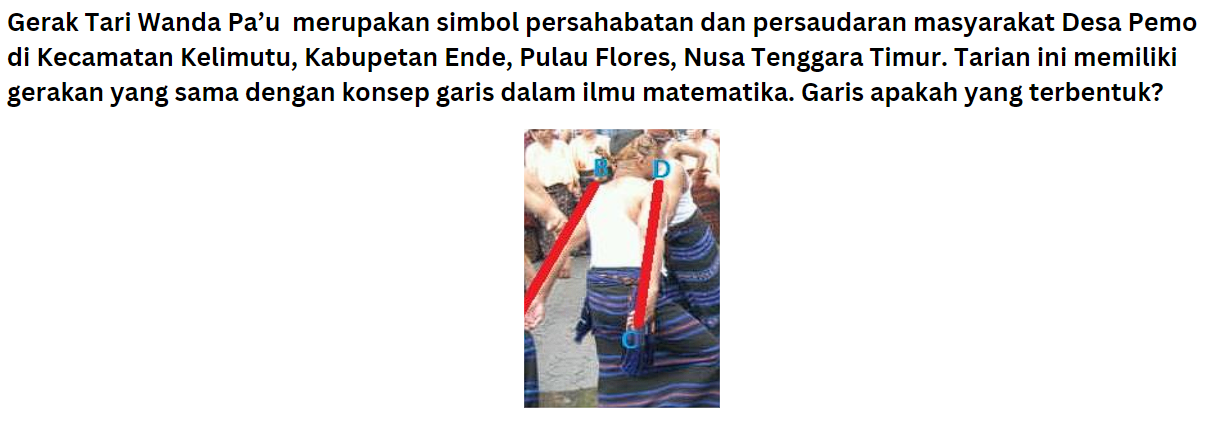 Gerak Tari Wanda Pa’u  merupakan simbol persahabatan dan persaudaran masyarakat Desa Pemo
di Kecamatan Kelimutu, Kabupetan Ende, Pulau Flores, Nusa Tenggara Timur. Tarian ini memiliki
gerakan yang sama dengan konsep garis dalam ilmu matematika. Garis apakah yang terbentuk?
B D
C